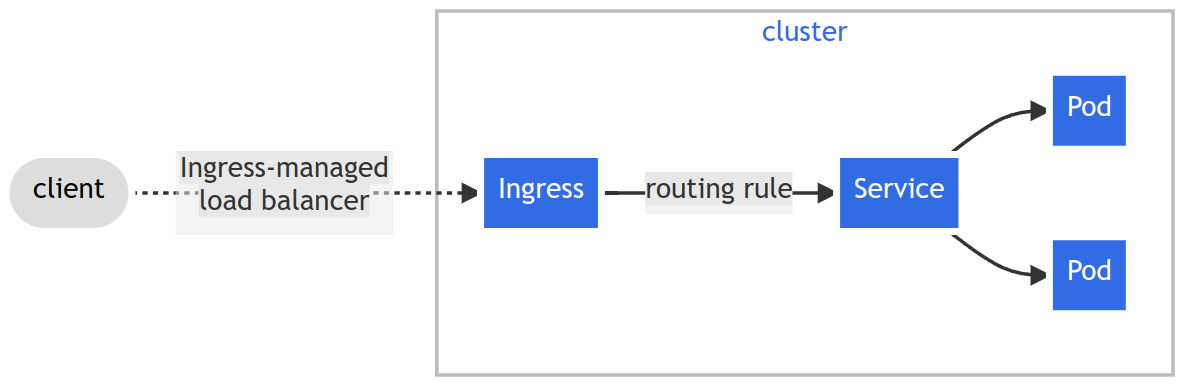 cluster
client
Ingress-managed
load balancer
Ingress
routing rule
Service
Pod
Pod